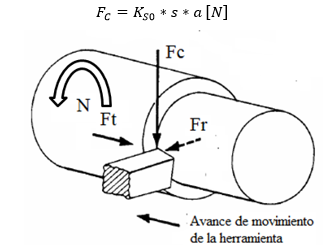 F_C = K_{S0} * s * a [N]
Fc
N
Ft
Fr
Avance de movimiento
de la herramienta